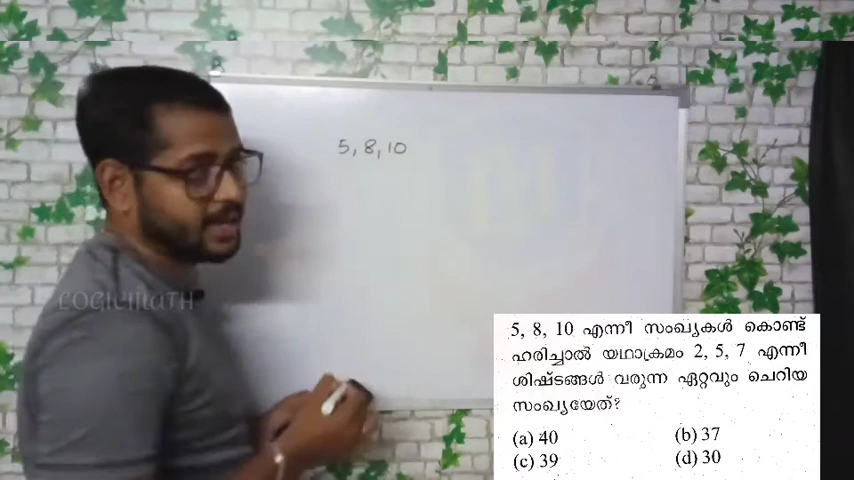 5, 8, 10
LOGICMATH
5, 8, 10 എന്നീ സംഖ്യകൾ കൊണ്ട്
ഹരിച്ചാൽ യഥാക്രമം 2, 5, 7 എന്നീ
ശിഷ്ടങ്ങൾ വരുന്ന ഏറ്റവും ചെറിയ
സംഖ്യയേത്?
(a) 40 (b) 37
(c) 39 (d) 30